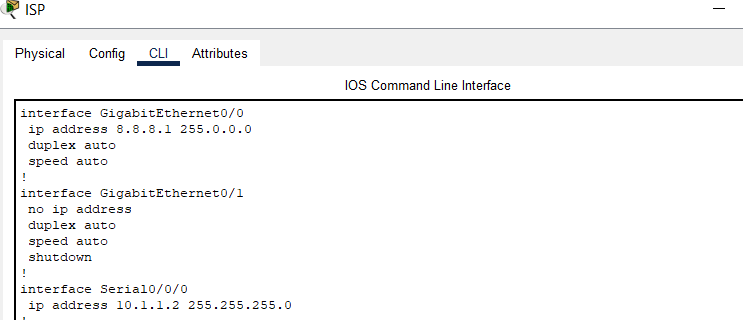 ISP
Physical Config CLI Attributes
IOS Command Line Interface
interface GigabitEthernet0/0
ip address 8.8.8.1 255.0.0.0
duplex auto
speed auto
!
interface GigabitEthernet0/1
no ip address
duplex auto
speed auto
shutdown
!
interface Serial0/0/0
ip address 10.1.1.2 255.255.255.0
!